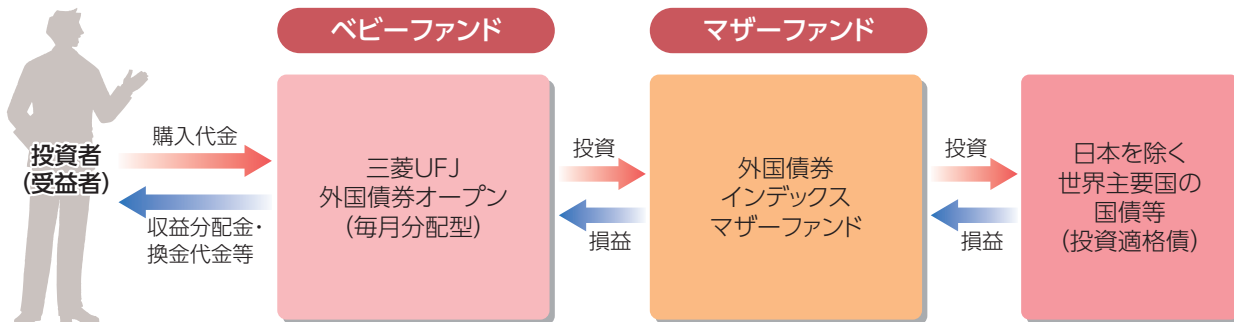 ベビーファンド
マザーファンド
投資者
(受益者)
購入代金
収益分配金・
換金代金等
三菱UFJ
外国債券オープン
(毎月分配型)
投資
損益
外国債券
インデックス
マザーファンド
投資
損益
日本を除く
世界主要国の
国債等
(投資適格債)